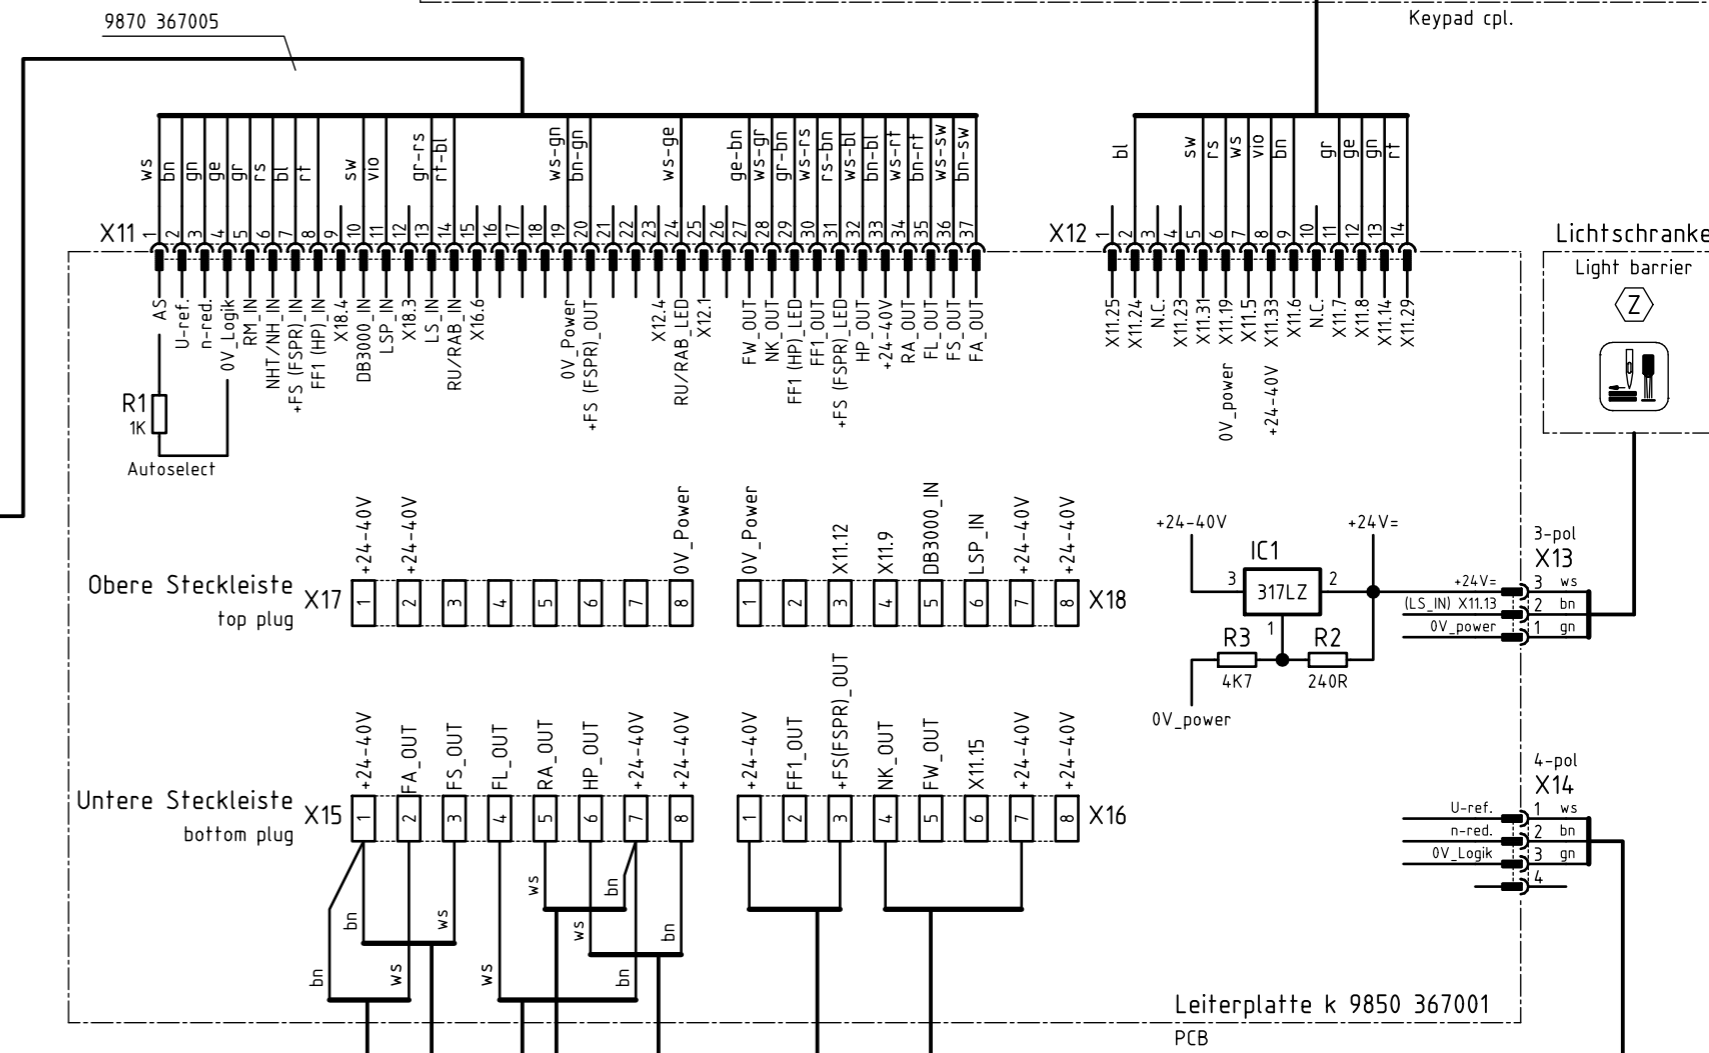 9870 367005
Keypad cpl.
ws bn gn ge gr rs bl rt sw vio gr-rs rt-bl ws-gn bn-gn ws-ge ge-bn ws-gr gr-bn ws-rs rs-bn ws-bl bn-bl ws-rt bn-rt ws-sw bn-sw
bl sw rs ws vio bn gr ge gn rt
X11 1 2 3 4 5 6 7 8 9 10 11 12 13 14 15 16 17 18 19 20 21 22 23 24 25 26 27 28 29 30 31 32 33 34 35 36 37
X12 1 2 3 4 5 6 7 8 9 10 11 12 13 14
Lichtschranke
Light barrier
Z
AS U-ref. n-red. 0V_Logik RM_IN NHT/NH_IN +FS (FSPR)_IN FF1 (HP)_IN X18.4 DB3000_IN LSP_IN X18.3 LS_IN RU/RAB_IN X16.6 0V_Power +FS (FSPR)_OUT X12.4 RU/RAB_LED X12.1 FW_OUT NK_OUT FF1 (HP)_LED FF1_OUT +FS (FSPR)_LED HP_OUT +24-40V RA_OUT FL_OUT FS_OUT FA_OUT
X11.25 X11.24 N.C. X11.23 X11.31 X11.19 X11.5 X11.33 X11.6 N.C. X11.7 X11.8 X11.14 X11.29
0V_power +24-40V
R1
1K
Autoselect
+24-40V +24-40V 0V_Power
0V_Power X11.12 X11.9 DB3000_IN LSP_IN +24-40V +24-40V
Obere Steckleiste
top plug
X17 1 2 3 4 5 6 7 8
1 2 3 4 5 6 7 8 X18
+24-40V +24V=
IC1
3 317LZ 2
1
R3 R2
4K7 240R
0V_power
3-pol
X13
+24V= 3 ws
(LS_IN) X11.13 2 bn
0V_power 1 gn
+24-40V FA_OUT FS_OUT FL_OUT RA_OUT HP_OUT +24-40V +24-40V
+24-40V FF1_OUT +FS(FSPR)_OUT NK_OUT FW_OUT X11.15 +24-40V +24-40V
Untere Steckleiste
bottom plug
X15 1 2 3 4 5 6 7 8
1 2 3 4 5 6 7 8 X16
4-pol
X14
U-ref. 1 ws
n-red. 2 bn
0V_Logik 3 gn
4
ws bn
bn ws ws bn
bn ws ws bn
Leiterplatte k 9850 367001
PCB